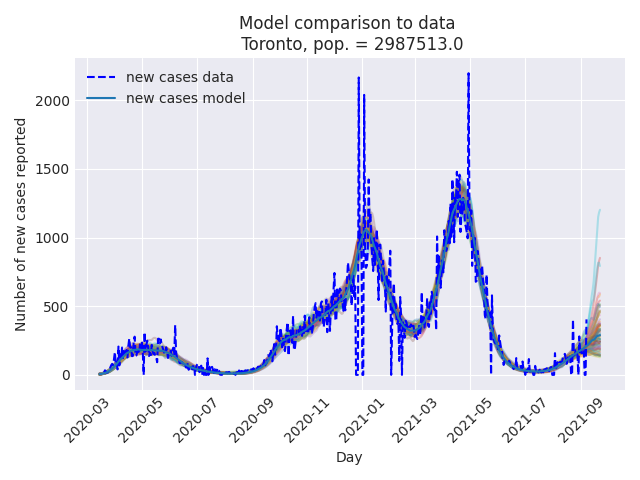 Model comparison to data
Toronto, pop. = 2987513.0
new cases data
new cases model
Number of new cases reported
2000
1500
1000
500
0
2020-03
2020-05
2020-07
2020-09
2020-11
2021-01
2021-03
2021-05
2021-07
2021-09
Day